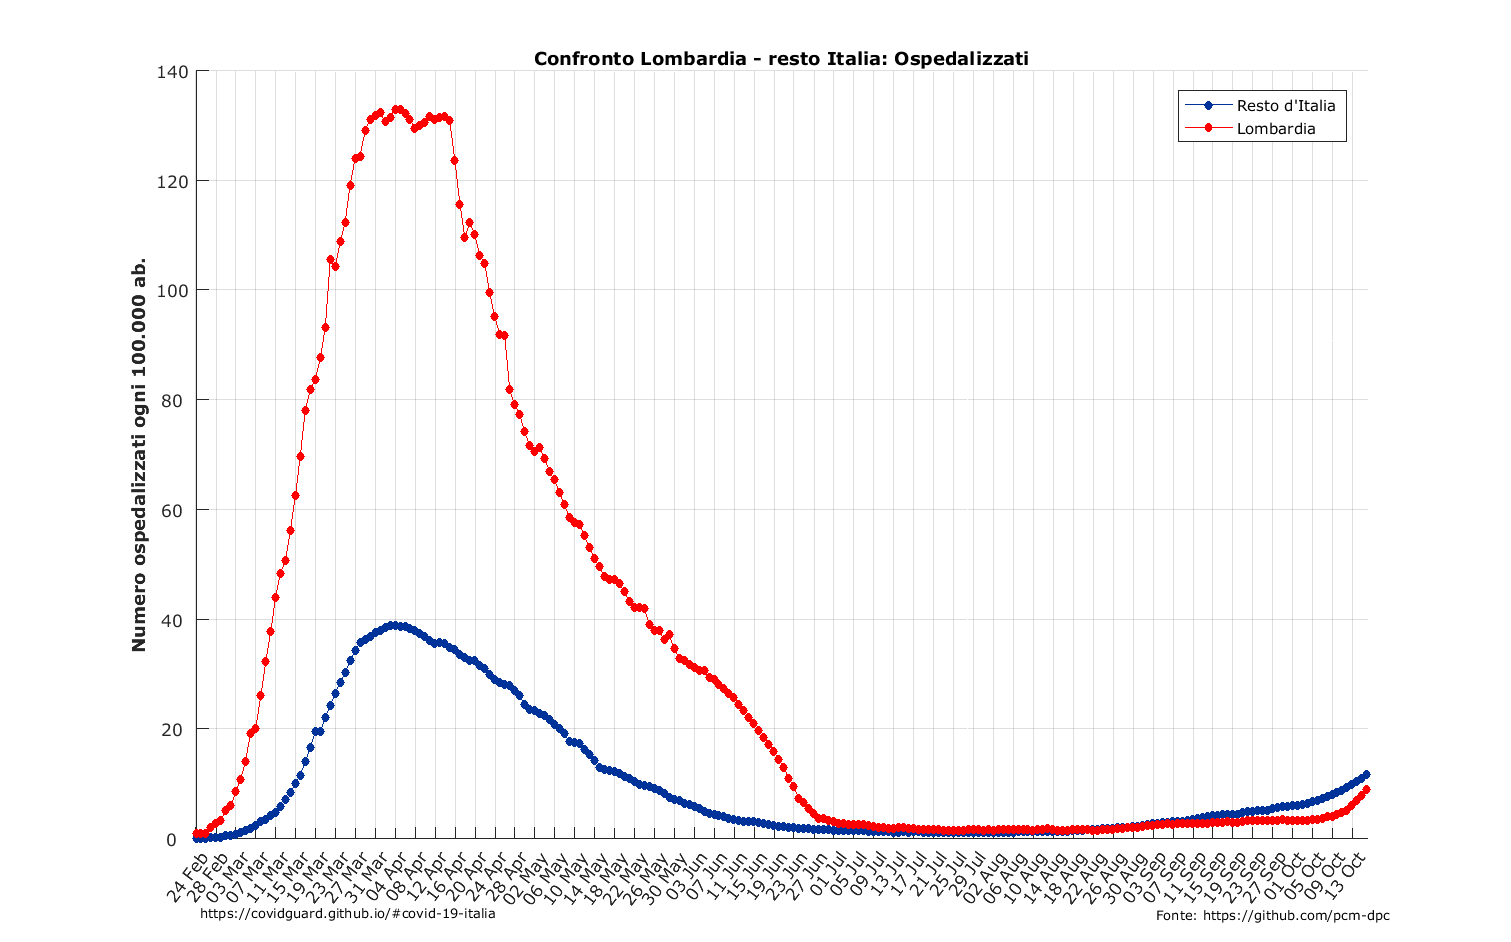 Confronto Lombardia - resto Italia: Ospedalizzati
Resto d'Italia
Lombardia
Numero ospedalizzati ogni 100.000 ab.
140
120
100
80
60
40
20
0
24 Feb
28 Feb
03 Mar
07 Mar
11 Mar
15 Mar
19 Mar
23 Mar
27 Mar
31 Mar
04 Apr
08 Apr
12 Apr
16 Apr
20 Apr
24 Apr
28 Apr
02 May
06 May
10 May
14 May
18 May
22 May
26 May
30 May
03 Jun
07 Jun
11 Jun
15 Jun
19 Jun
23 Jun
27 Jun
01 Jul
05 Jul
09 Jul
13 Jul
17 Jul
21 Jul
25 Jul
29 Jul
02 Aug
06 Aug
10 Aug
14 Aug
18 Aug
22 Aug
26 Aug
30 Aug
03 Sep
07 Sep
11 Sep
15 Sep
19 Sep
23 Sep
27 Sep
01 Oct
05 Oct
09 Oct
13 Oct
https://covidguard.github.io/#covid-19-italia
Fonte: https://github.com/pcm-dpc